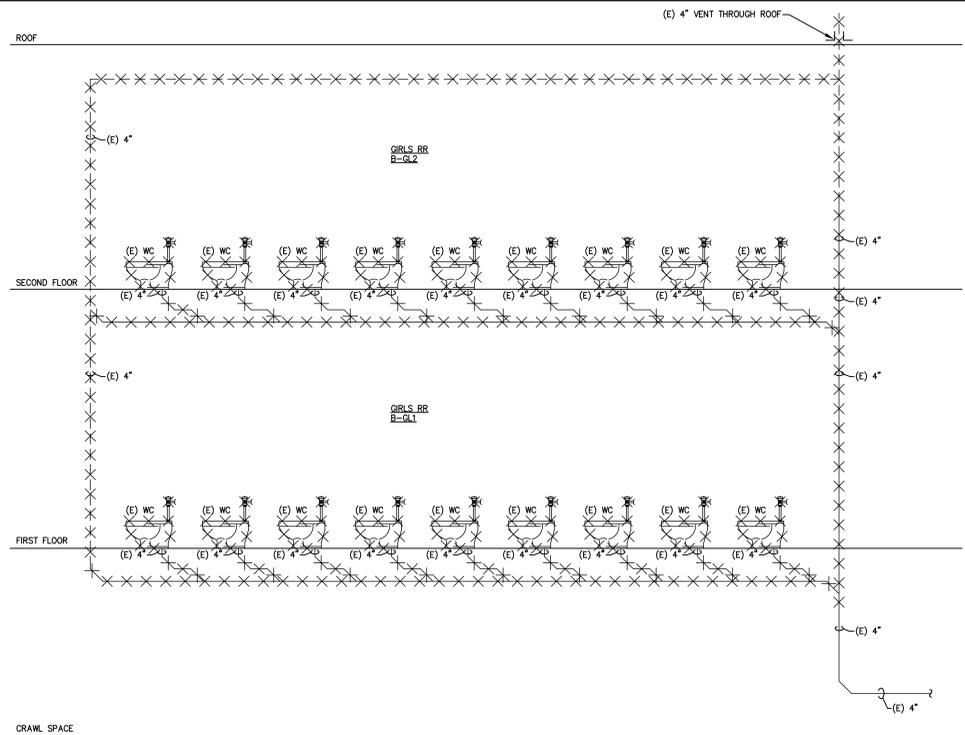 (E) 4" VENT THROUGH ROOF
ROOF
(E) 4"
GIRLS RR
B-GL2
(E) WC (E) WC (E) WC (E) WC (E) WC (E) WC (E) WC (E) WC (E) WC
(E) 4"
SECOND FLOOR
(E) 4" (E) 4" (E) 4" (E) 4" (E) 4" (E) 4" (E) 4" (E) 4" (E) 4"
(E) 4"
(E) 4" (E) 4"
GIRLS RR
B-GL1
(E) WC (E) WC (E) WC (E) WC (E) WC (E) WC (E) WC (E) WC (E) WC
FIRST FLOOR
(E) 4" (E) 4" (E) 4" (E) 4" (E) 4" (E) 4" (E) 4" (E) 4" (E) 4"
(E) 4"
(E) 4"
CRAWL SPACE